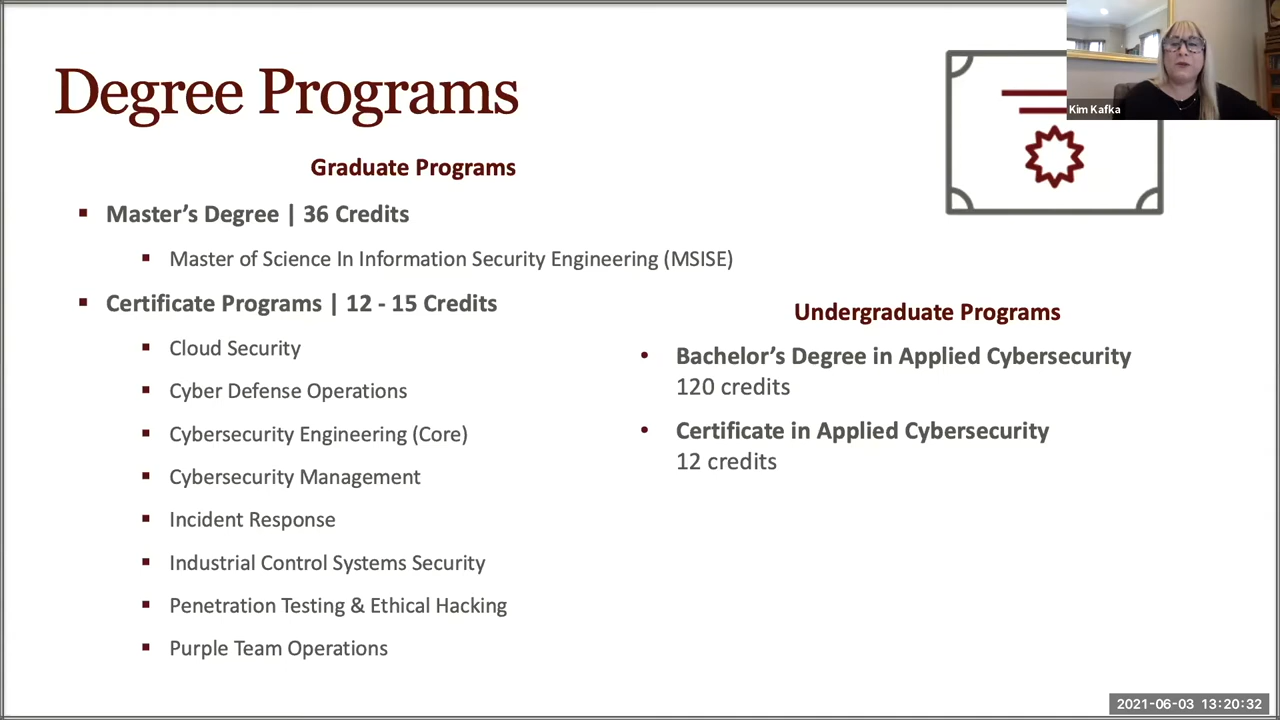 Degree Programs
Kim Kafka
Graduate Programs
Master's Degree | 36 Credits
Master of Science In Information Security Engineering (MSISE)
Certificate Programs | 12 - 15 Credits
Cloud Security
Cyber Defense Operations
Cybersecurity Engineering (Core)
Cybersecurity Management
Incident Response
Industrial Control Systems Security
Penetration Testing & Ethical Hacking
Purple Team Operations
Undergraduate Programs
Bachelor's Degree in Applied Cybersecurity
120 credits
Certificate in Applied Cybersecurity
12 credits
2021-06-03 13:20:32